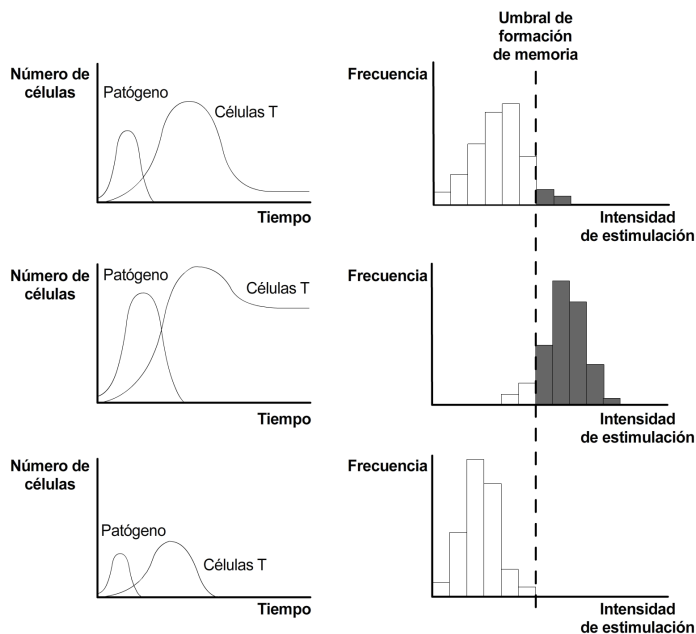 Umbral de
formación
de memoria
Número de
células
Patógeno
Células T
Tiempo
Frecuencia
Intensidad
de estimulación
Número de
células
Patógeno
Células T
Tiempo
Frecuencia
Intensidad
de estimulación
Número de
células
Patógeno
Células T
Tiempo
Frecuencia
Intensidad
de estimulación